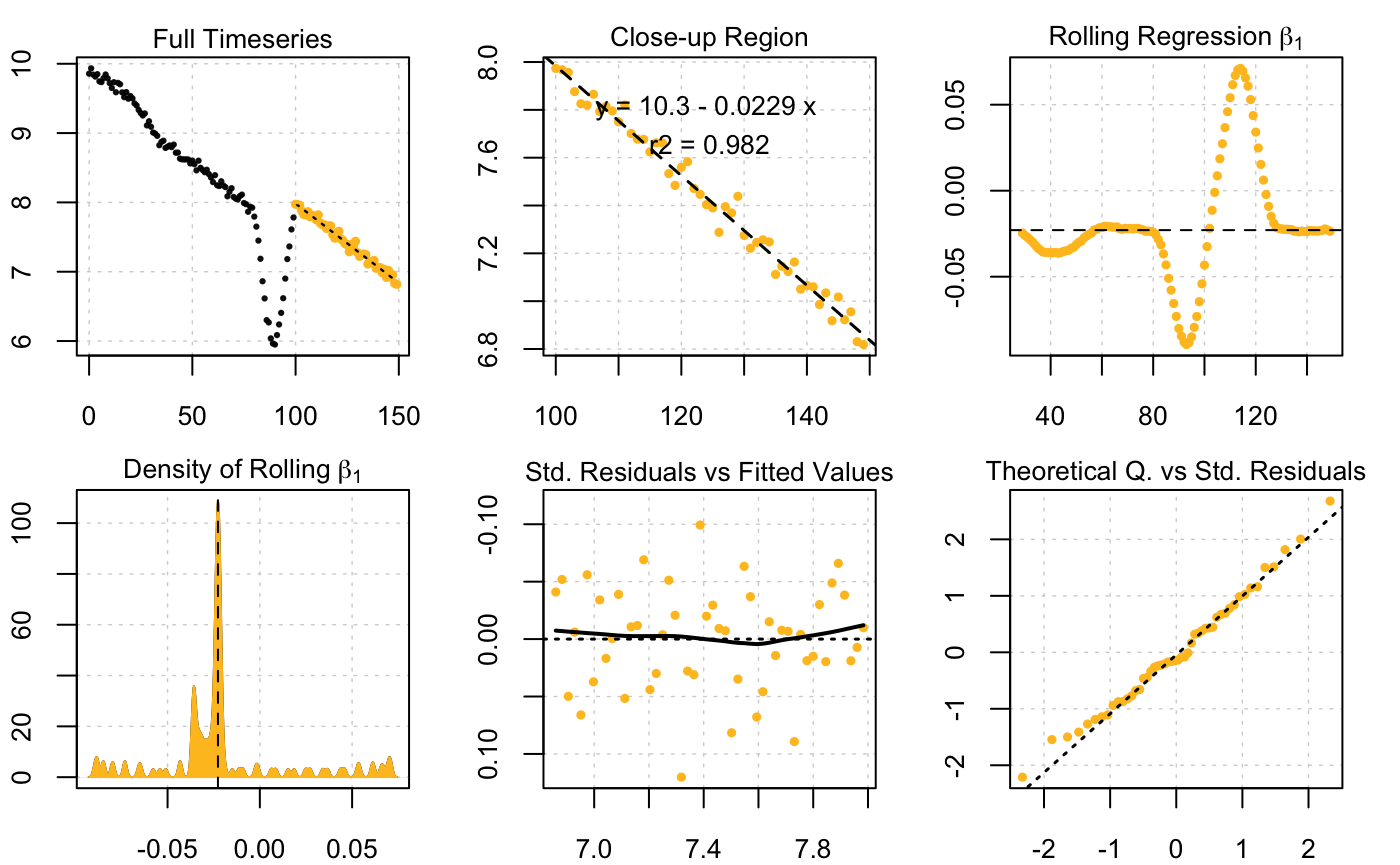 Full Timeseries
10
9
8
7
6
0 50 100 150
Close-up Region
8.0
7.6
7.2
6.8
y = 10.3 - 0.0229 x
r2 = 0.982
100 120 140
Rolling Regression β1
0.05
0.00
-0.05
40 80 120
Density of Rolling β1
100
60
20
0
-0.05 0.00 0.05
Std. Residuals vs Fitted Values
-0.10
0.00
0.10
7.0 7.4 7.8
Theoretical Q. vs Std. Residuals
2
1
0
-1
-2
-2 -1 0 1 2